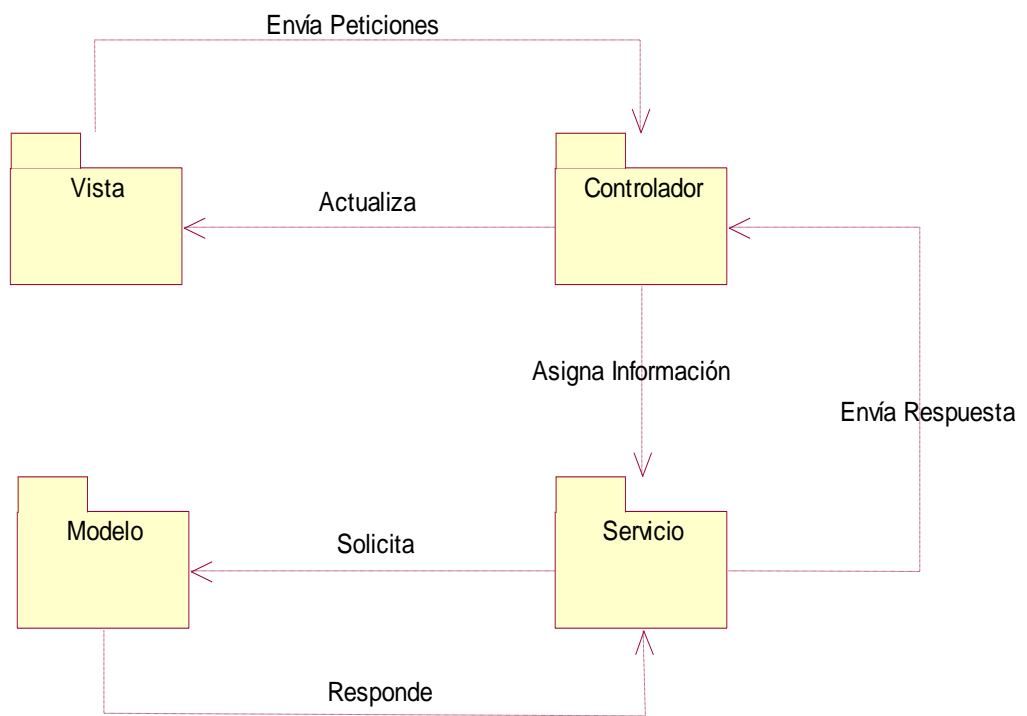 Envía Peticiones
Vista
Controlador
Actualiza
Asigna Información
Envía Respuesta
Modelo
Servicio
Solicita
Responde